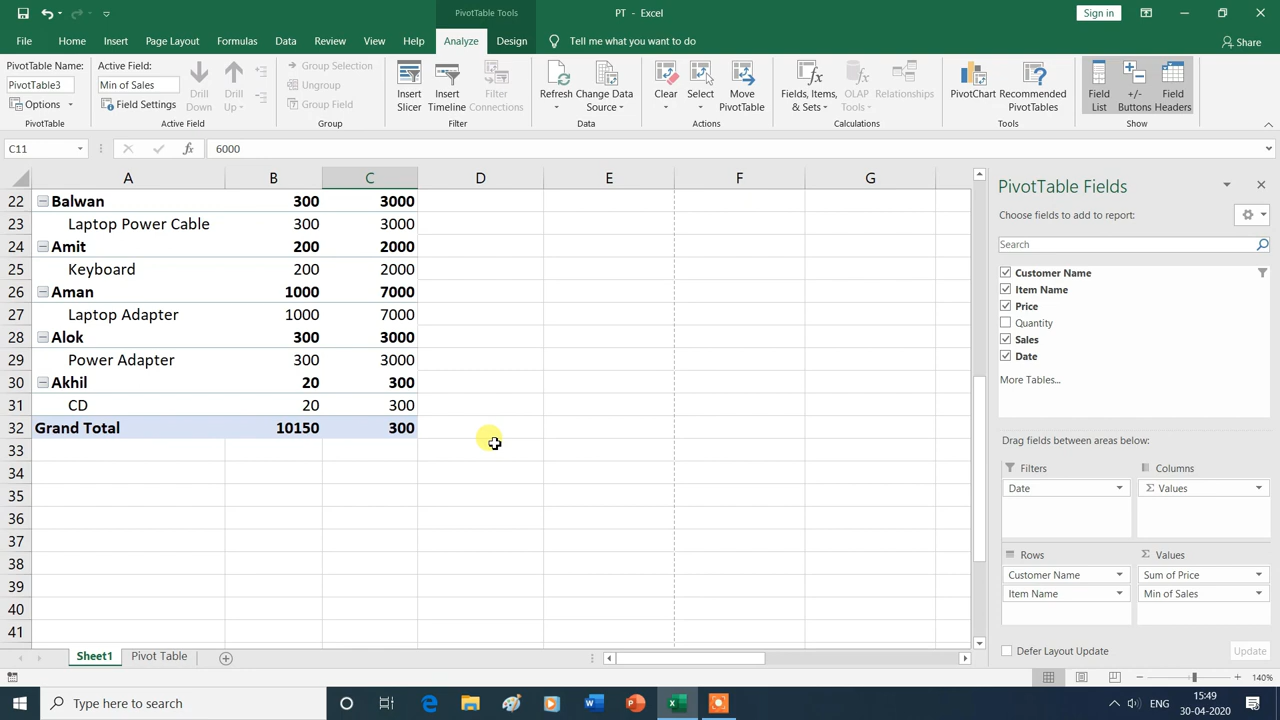 PivotTable Tools
PT - Excel
Sign in
File
Home
Insert
Page Layout
Formulas
Data
Review
View
Help
Analyze
Design
Tell me what you want to do
Share
PivotTable Name:
PivotTable3
Options
PivotTable
Active Field:
Min of Sales
Field Settings
Drill Down
Drill Up
Active Field
Group Selection
Ungroup
Group Field
Group
Insert Slicer
Insert Timeline
Filter Connections
Filter
Refresh
Change Data Source
Data
Clear
Select
Move PivotTable
Actions
Fields, Items, & Sets
OLAP Tools
Relationships
Calculations
PivotChart
Recommended PivotTables
Tools
Field List
+/- Buttons
Field Headers
Show
C11
fx
6000
A B C D E F G
22 Balwan 300 3000
23 Laptop Power Cable 300 3000
24 Amit 200 2000
25 Keyboard 200 2000
26 Aman 1000 7000
27 Laptop Adapter 1000 7000
28 Alok 300 3000
29 Power Adapter 300 3000
30 Akhil 20 300
31 CD 20 300
32 Grand Total 10150 300
33
34
35
36
37
38
39
40
41
PivotTable Fields
Choose fields to add to report:
Search
Customer Name
Item Name
Price
Quantity
Sales
Date
More Tables...
Drag fields between areas below:
Filters
Columns
Date
Σ Values
Rows
Σ Values
Customer Name
Sum of Price
Item Name
Min of Sales
Defer Layout Update
Update
Sheet1
Pivot Table
140%
Type here to search
ENG
15:49
30-04-2020